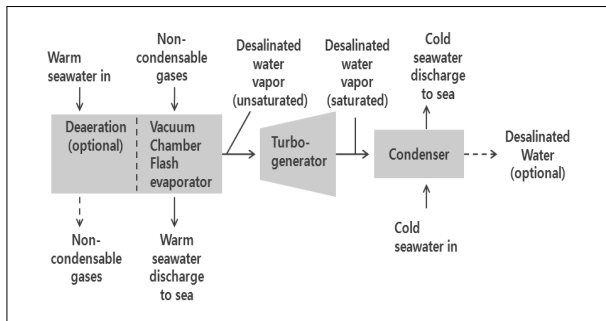 Warm
seawater in
Non-
condensable
gases
Desalinated
water
vapor
(unsaturated)
Desalinated
water
vapor
(saturated)
Cold
seawater
discharge
to sea
Deaeration
(optional)
Vacuum
Chamber
Flash
evaporator
Turbo-
generator
Condenser
Desalinated
Water
(optional)
Non-
condensable
gases
Warm
seawater
discharge
to sea
Cold
seawater in